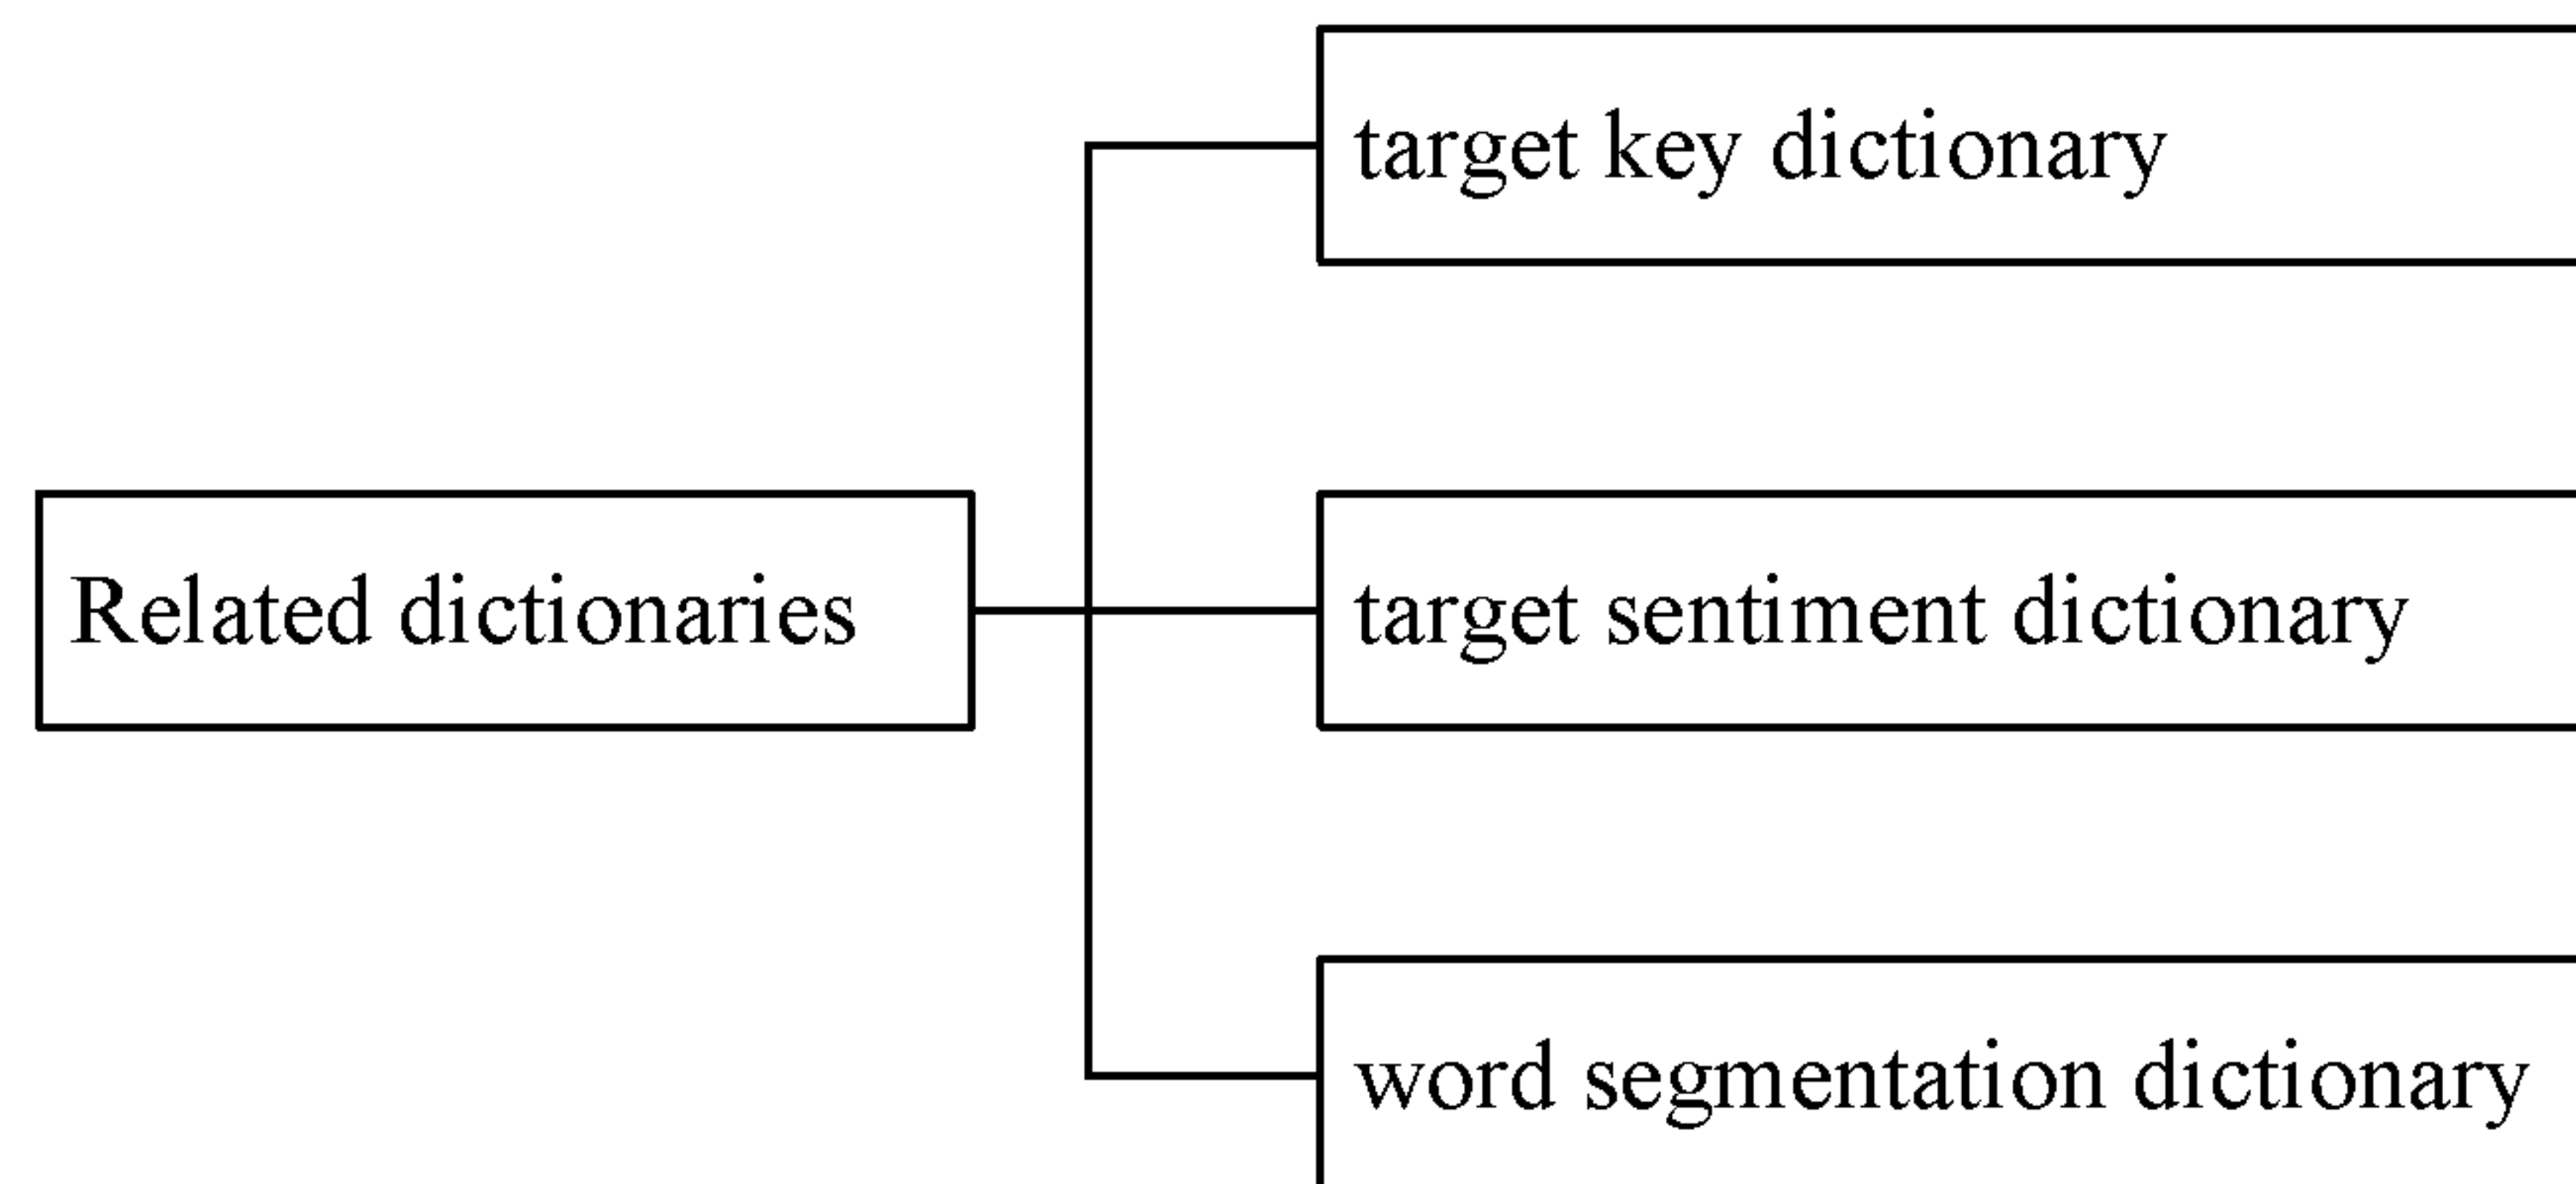 target key dictionary
Related dictionaries
target sentiment dictionary
word segmentation dictionary